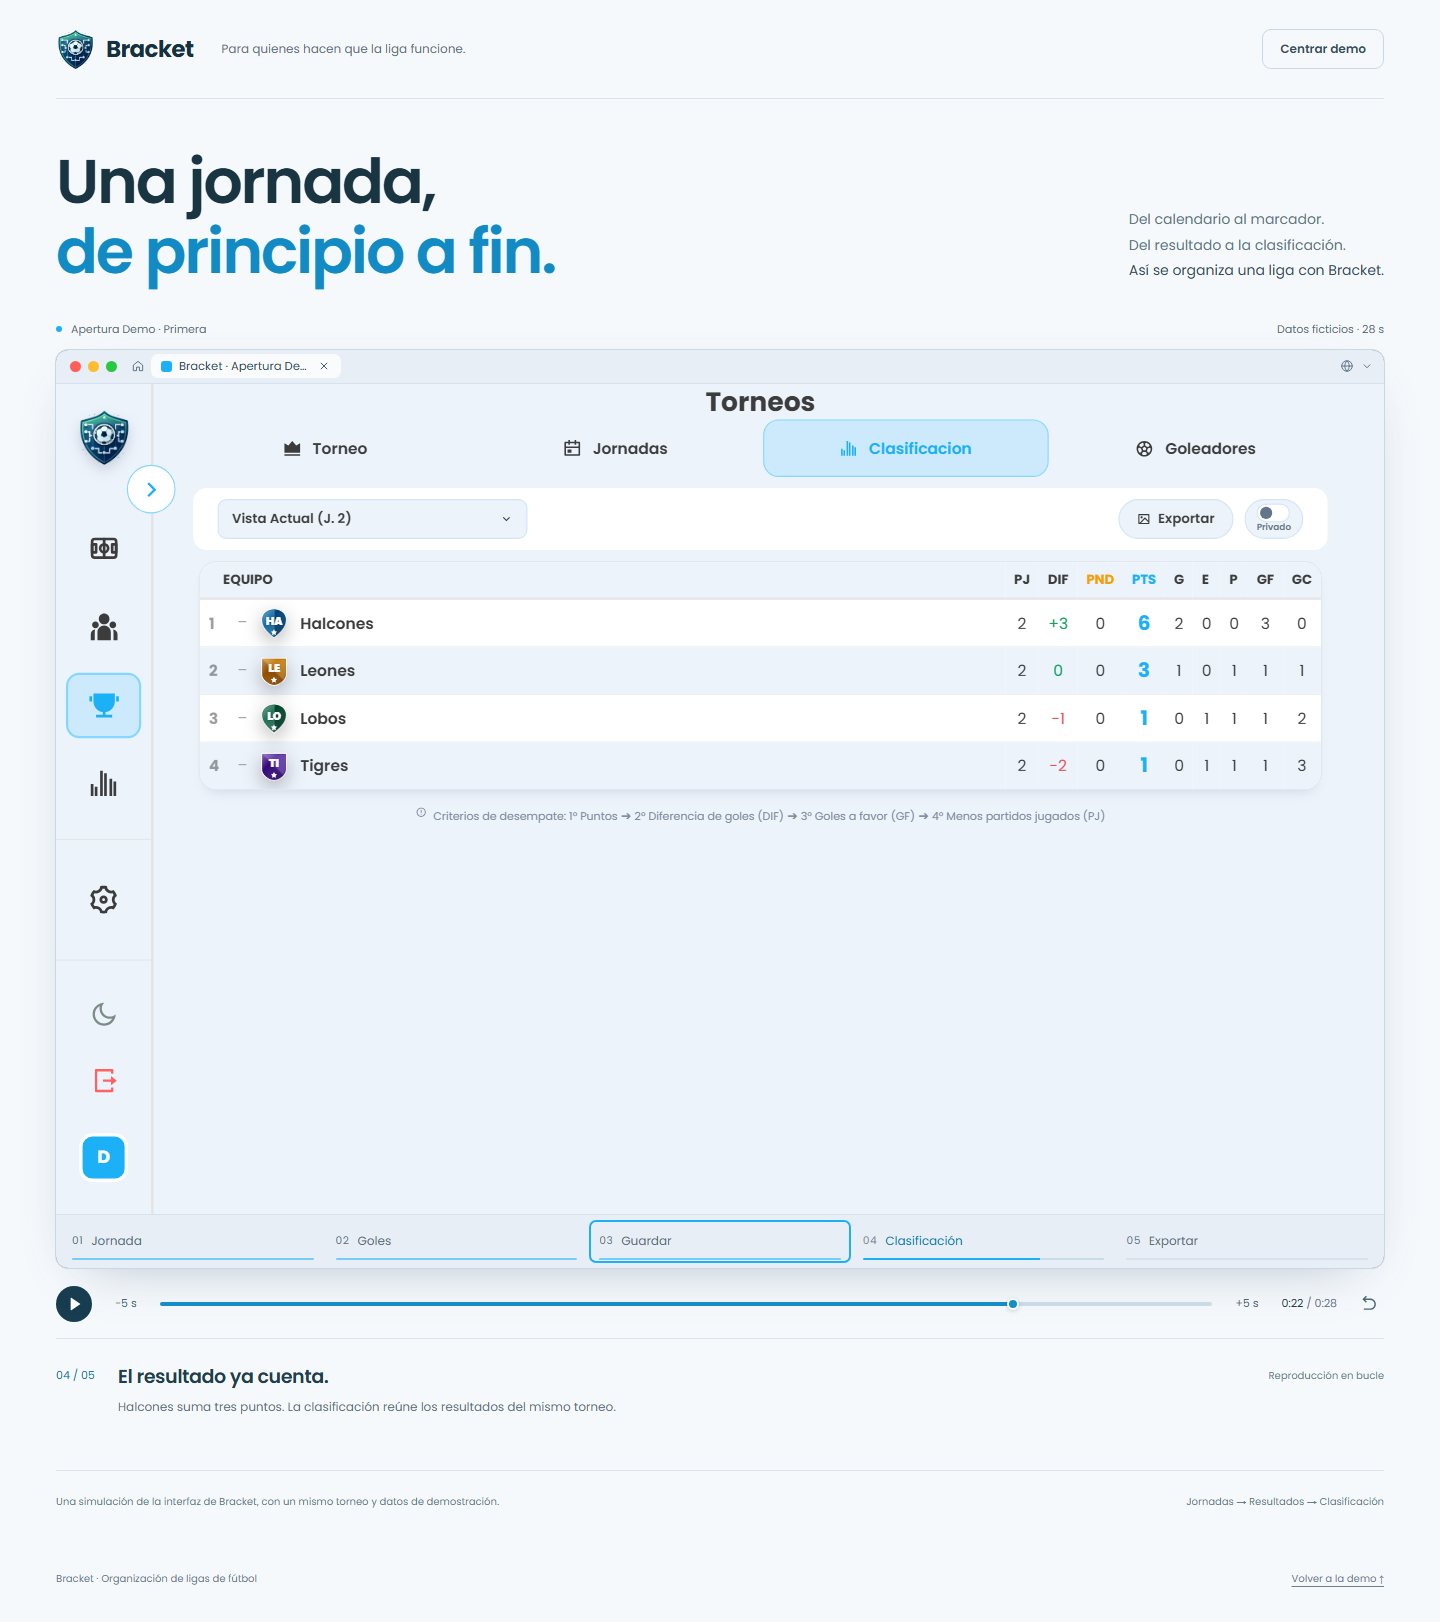 Bracket
Para quienes hacen que la liga funcione.
Centrar demo
Una jornada,
de principio a fin.
Del calendario al marcador.
Del resultado a la clasificación.
Así se organiza una liga con Bracket.
Apertura Demo · Primera
Datos ficticios · 28 s
Bracket · Apertura De...
Torneos
Torneo
Jornadas
Clasificacion
Goleadores
Vista Actual (J. 2)
Exportar
Privado
EQUIPO PJ DIF PND PTS G E P GF GC
1 – HA Halcones 2 +3 0 6 2 0 0 3 0
2 – LE Leones 2 0 0 3 1 0 1 1 1
3 – LO Lobos 2 -1 0 1 0 1 1 1 2
4 – TI Tigres 2 -2 0 1 0 1 1 1 3
Criterios de desempate: 1º Puntos ➔ 2º Diferencia de goles (DIF) ➔ 3º Goles a favor (GF) ➔ 4º Menos partidos jugados (PJ)
D
01 Jornada
02 Goles
03 Guardar
04 Clasificación
05 Exportar
-5 s
+5 s
0:22 / 0:28
04 / 05
El resultado ya cuenta.
Reproducción en bucle
Halcones suma tres puntos. La clasificación reúne los resultados del mismo torneo.
Una simulación de la interfaz de Bracket, con un mismo torneo y datos de demostración.
Jornadas → Resultados → Clasificación
Bracket · Organización de ligas de fútbol
Volver a la demo ↑